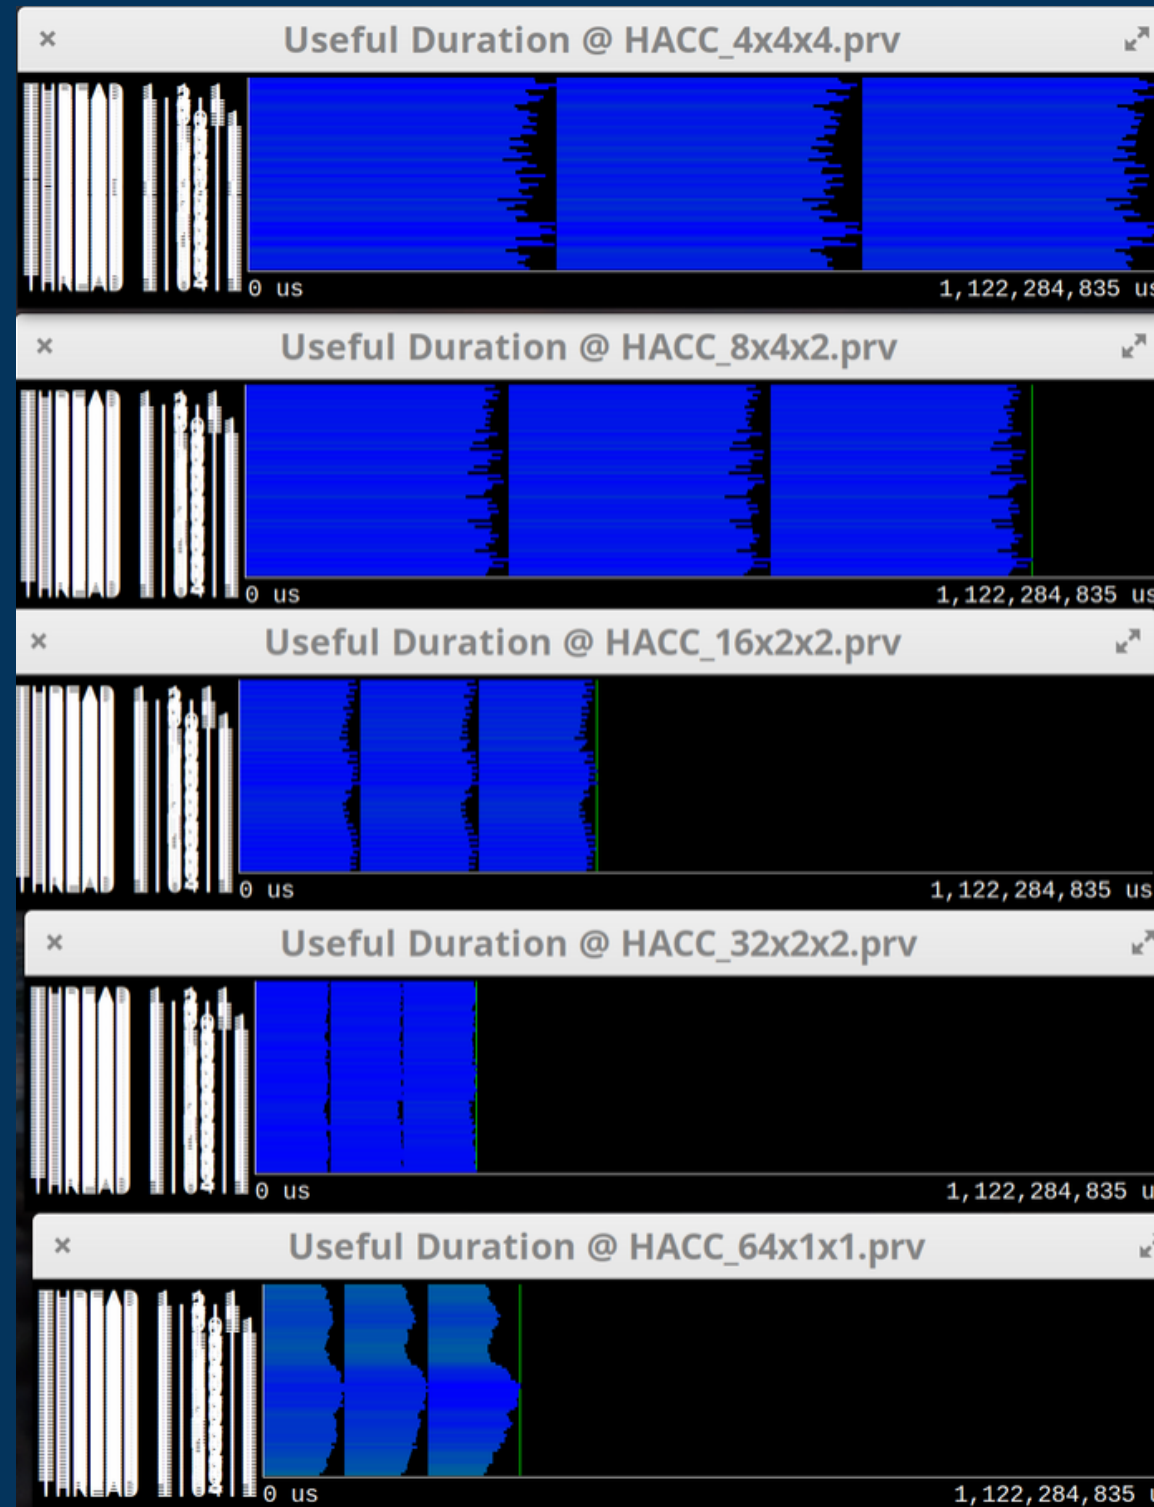 × Useful Duration @ HACC_4x4x4.prv
0 us 1,122,284,835 us
× Useful Duration @ HACC_8x4x2.prv
0 us 1,122,284,835 us
× Useful Duration @ HACC_16x2x2.prv
0 us 1,122,284,835 us
× Useful Duration @ HACC_32x2x2.prv
0 us 1,122,284,835 u
× Useful Duration @ HACC_64x1x1.prv
0 us 1,122,284,835 u